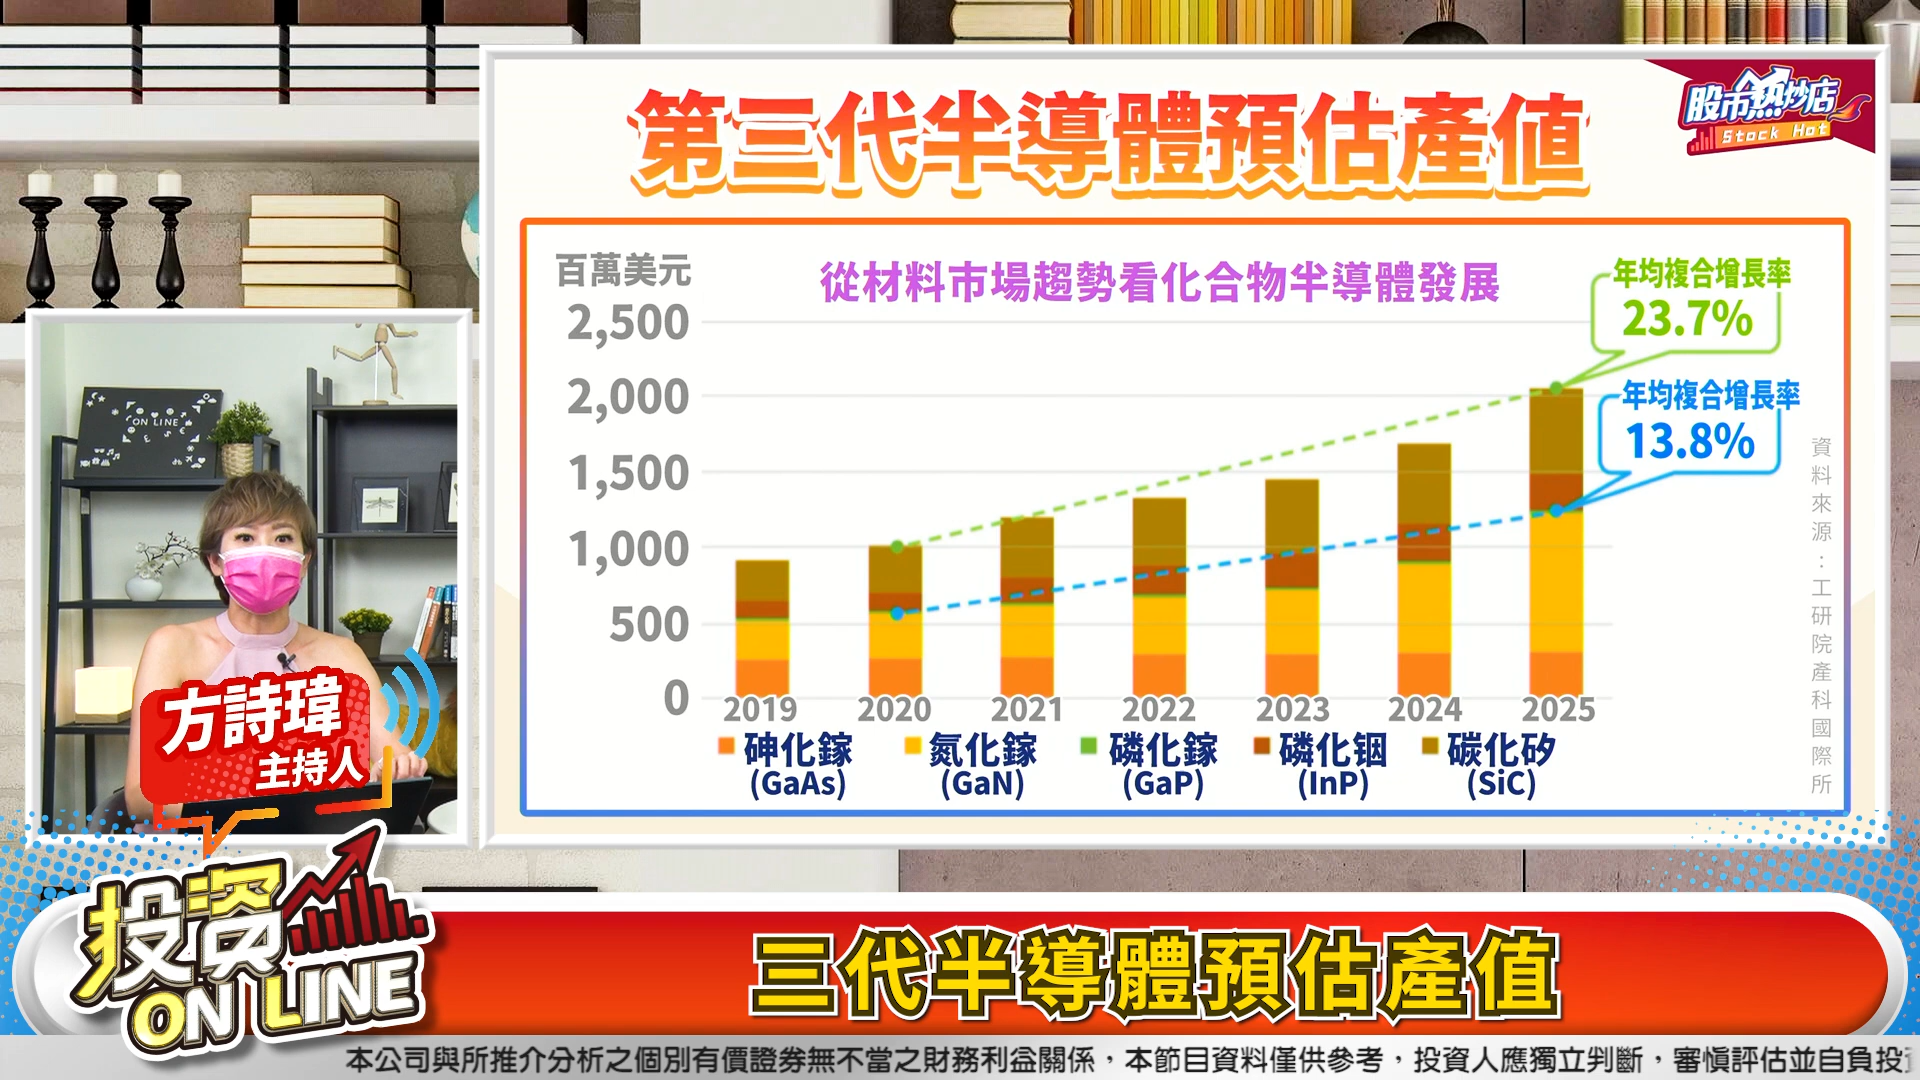 第三代半導體預估產值
股市熱炒店
Stock Hot
百萬美元
從材料市場趨勢看化合物半導體發展
年均複合增長率
23.7%
年均複合增長率
13.8%
2,500
2,000
1,500
1,000
500
0
2019 2020 2021 2022 2023 2024 2025
砷化鎵 氮化鎵 磷化鎵 磷化铟 碳化矽
(GaAs) (GaN) (GaP) (InP) (SiC)
資料來源：工研院產科國際所
ON LINE
方詩瑋
主持人
投資
ON LINE
三代半導體預估產值
本公司與所推介分析之個別有價證券無不當之財務利益關係，本節目資料僅供參考，投資人應獨立判斷，審慎評估並自負投